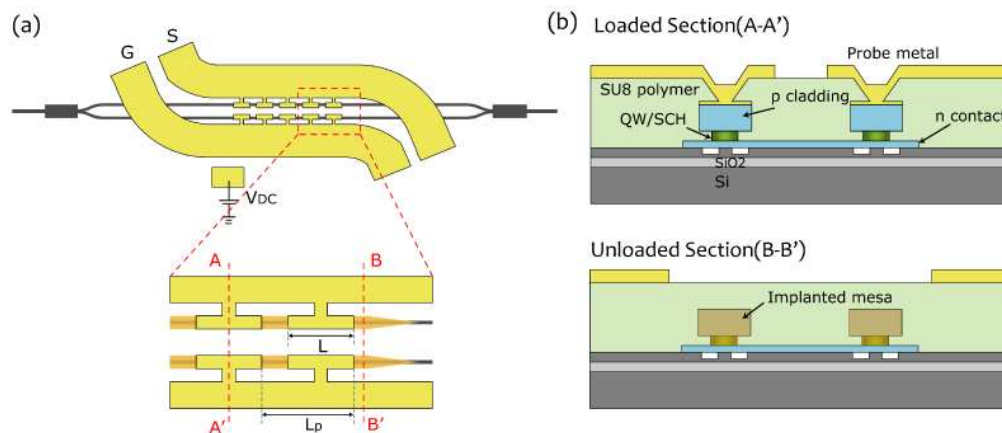 (a)
S
G
VDC
A
B
L
Lp
A'
B'
(b)
Loaded Section(A-A')
Probe metal
SU8 polymer
p cladding
QW/SCH
n contact
SiO2
Si
Unloaded Section(B-B')
Implanted mesa